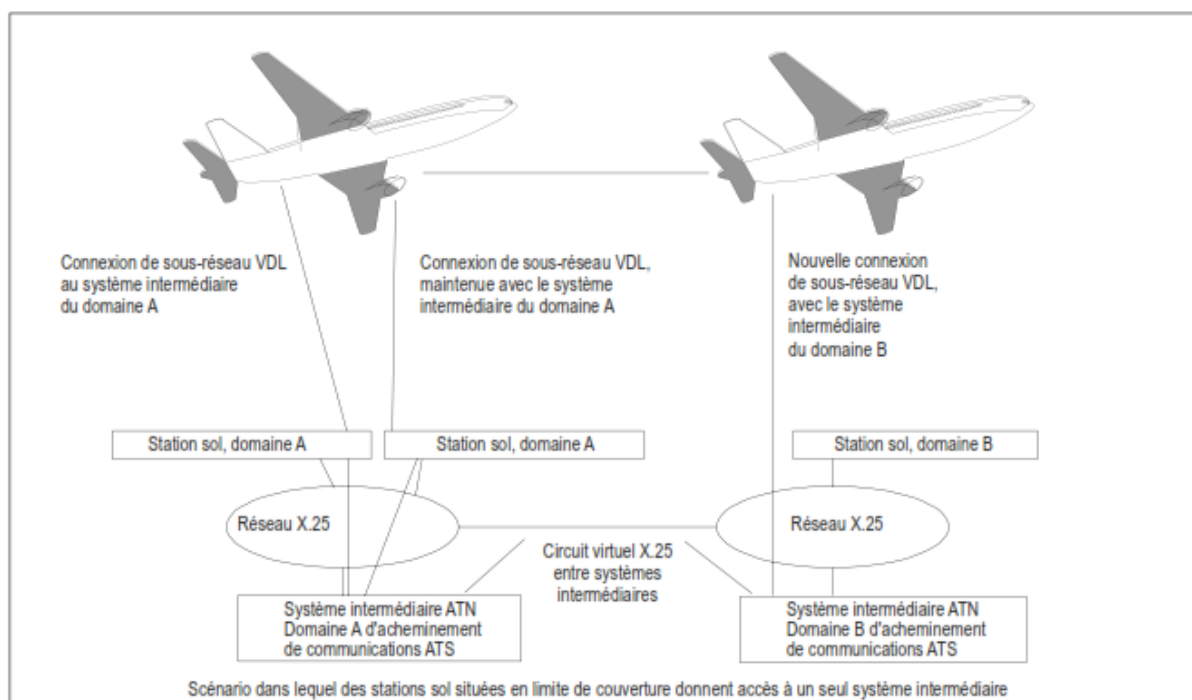 Connexion de sous-réseau VDL
au système intermédiaire
du domaine A
Connexion de sous-réseau VDL,
maintenue avec le système
intermédiaire du domaine A
Nouvelle connexion
de sous-réseau VDL,
avec le système
intermédiaire
du domaine B
Station sol, domaine A
Station sol, domaine A
Station sol, domaine B
Réseau X.25
Réseau X.25
Circuit virtuel X.25
entre systèmes
intermédiaires
Système intermédiaire ATN
Domaine A d'acheminement
de communications ATS
Système intermédiaire ATN
Domaine B d'acheminement
de communications ATS
Scénario dans lequel des stations sol situées en limite de couverture donnent accès à un seul système intermédiaire